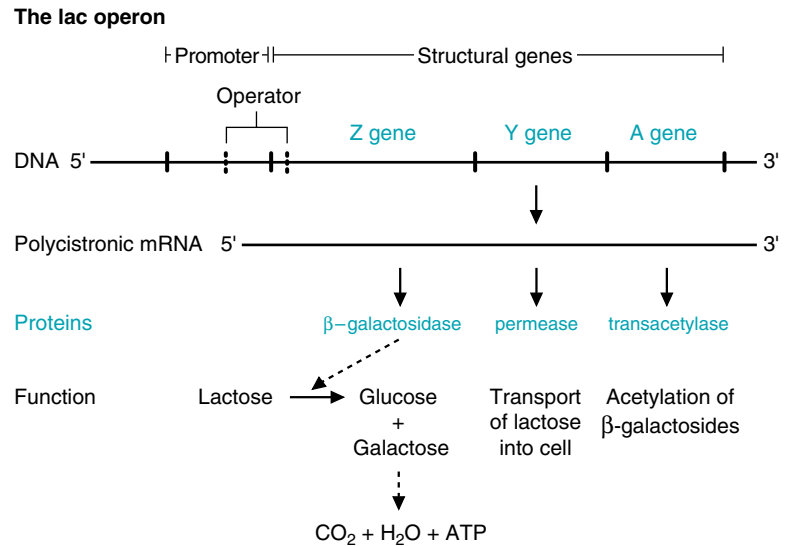 The lac operon
Promoter Structural genes
Operator
Z gene Y gene A gene
DNA 5' 3'
Polycistronic mRNA 5' 3'
Proteins β–galactosidase permease transacetylase
Function Lactose Glucose Transport Acetylation of
+ of lactose β-galactosides
Galactose into cell
CO₂ + H₂O + ATP